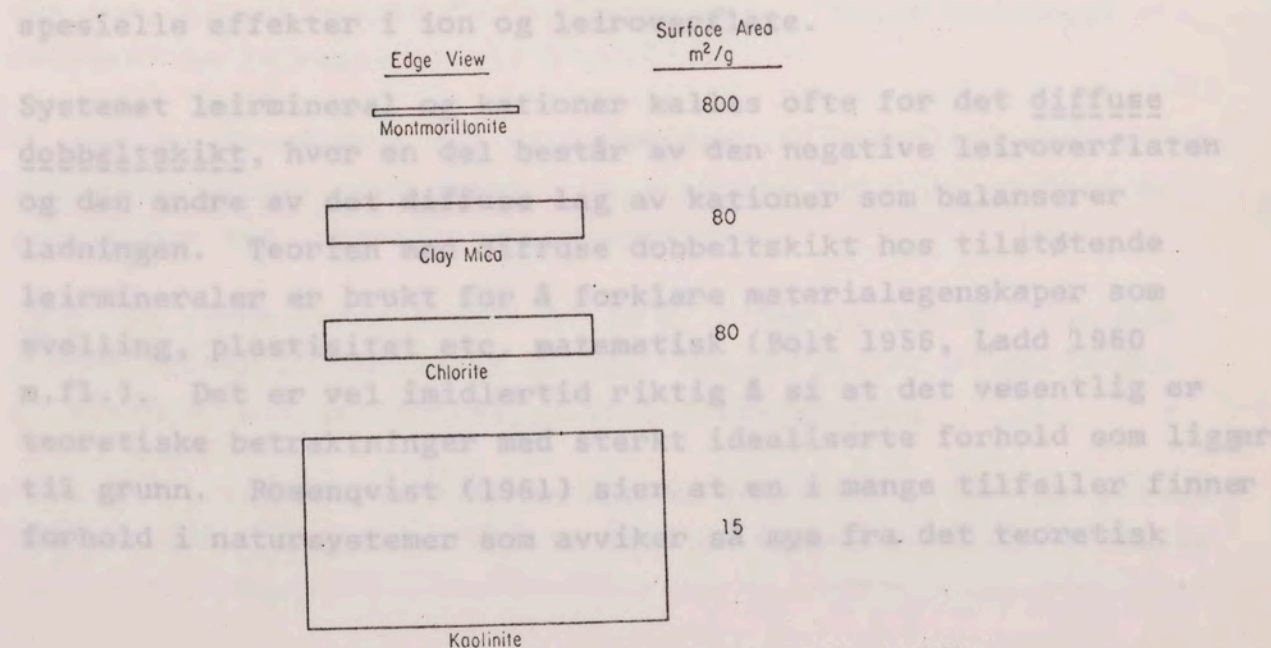 spesielle effekter i ion og leiroverflate.
Surface Area
m²/g
Edge View
800
Montmorillonite
80
Clay Mica
80
Chlorite
15
Kaolinite
Systemet leirmineral og kationer kalles ofte for det diffuse
dobbeltskikt, hvor en del består av den negative leiroverflaten
og den andre av det diffuse lag av kationer som balanserer
ladningen. Teorien med diffuse dobbeltskikt hos tilstøtende
leirmineraler er brukt for å forklare materialegenskaper som
svelling, plastisitet etc. matematisk (Bolt 1956, Ladd 1960
m.fl.). Det er vel imidlertid riktig å si at det vesentlig er
teoretiske betraktninger med sterkt idealiserte forhold som ligger
til grunn. Rosenqvist (1961) sier at en i mange tilfeller finner
forhold i natursystemer som avviker så mye fra det teoretisk